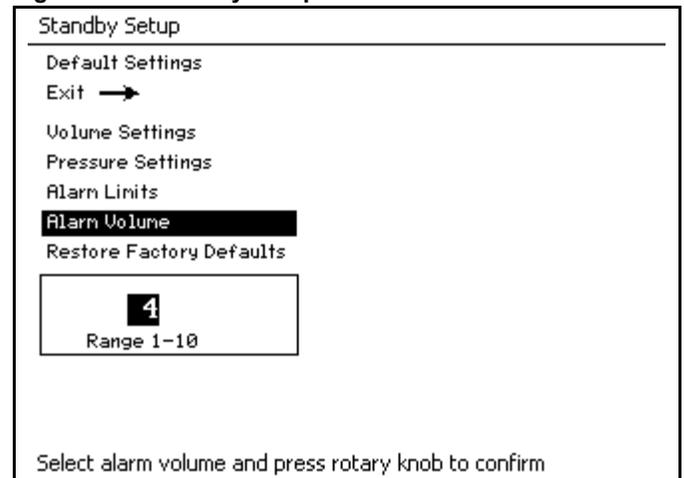 Standby Setup
Default Settings
Exit →
Volume Settings
Pressure Settings
Alarm Limits
Alarm Volume
Restore Factory Defaults
4
Range 1-10
Select alarm volume and press rotary knob to confirm